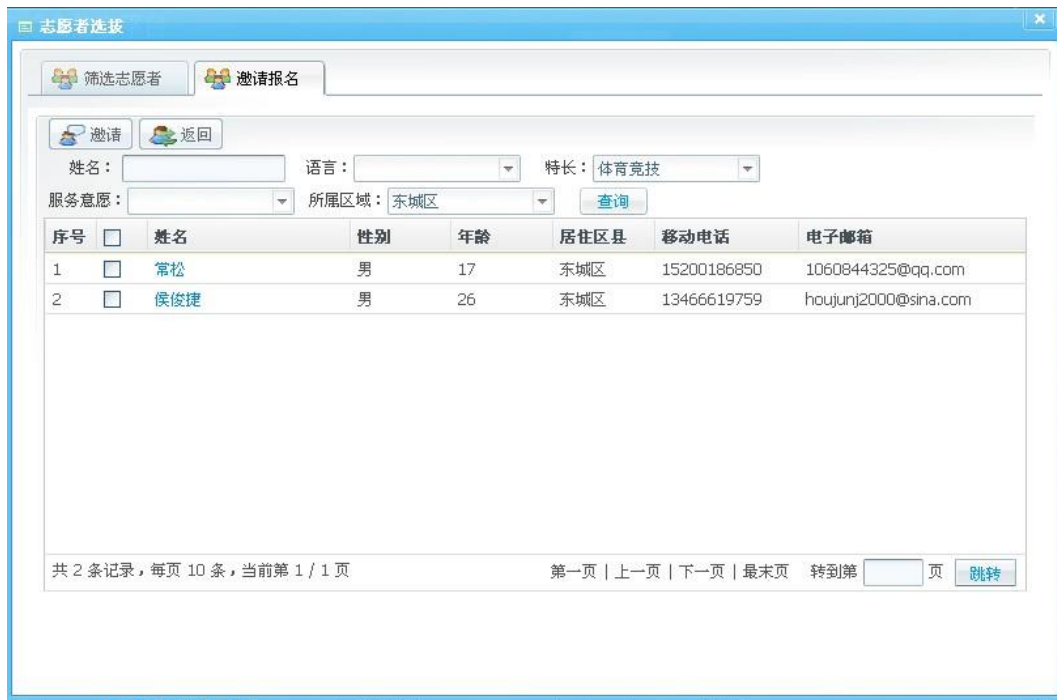 志愿者选拔
筛选志愿者 邀请报名
邀请 返回
姓名： 语言： 特长： 体育竞技
服务意愿： 所属区域： 东城区 查询
序号 姓名 性别 年龄 居住区县 移动电话 电子邮箱
1 常松 男 17 东城区 15200186850 1060844325@qq.com
2 侯俊捷 男 26 东城区 13466619759 houjunj2000@sina.com
共 2 条记录，每页 10 条，当前第 1 / 1 页 第一页 | 上一页 | 下一页 | 最末页 转到第 页 跳转